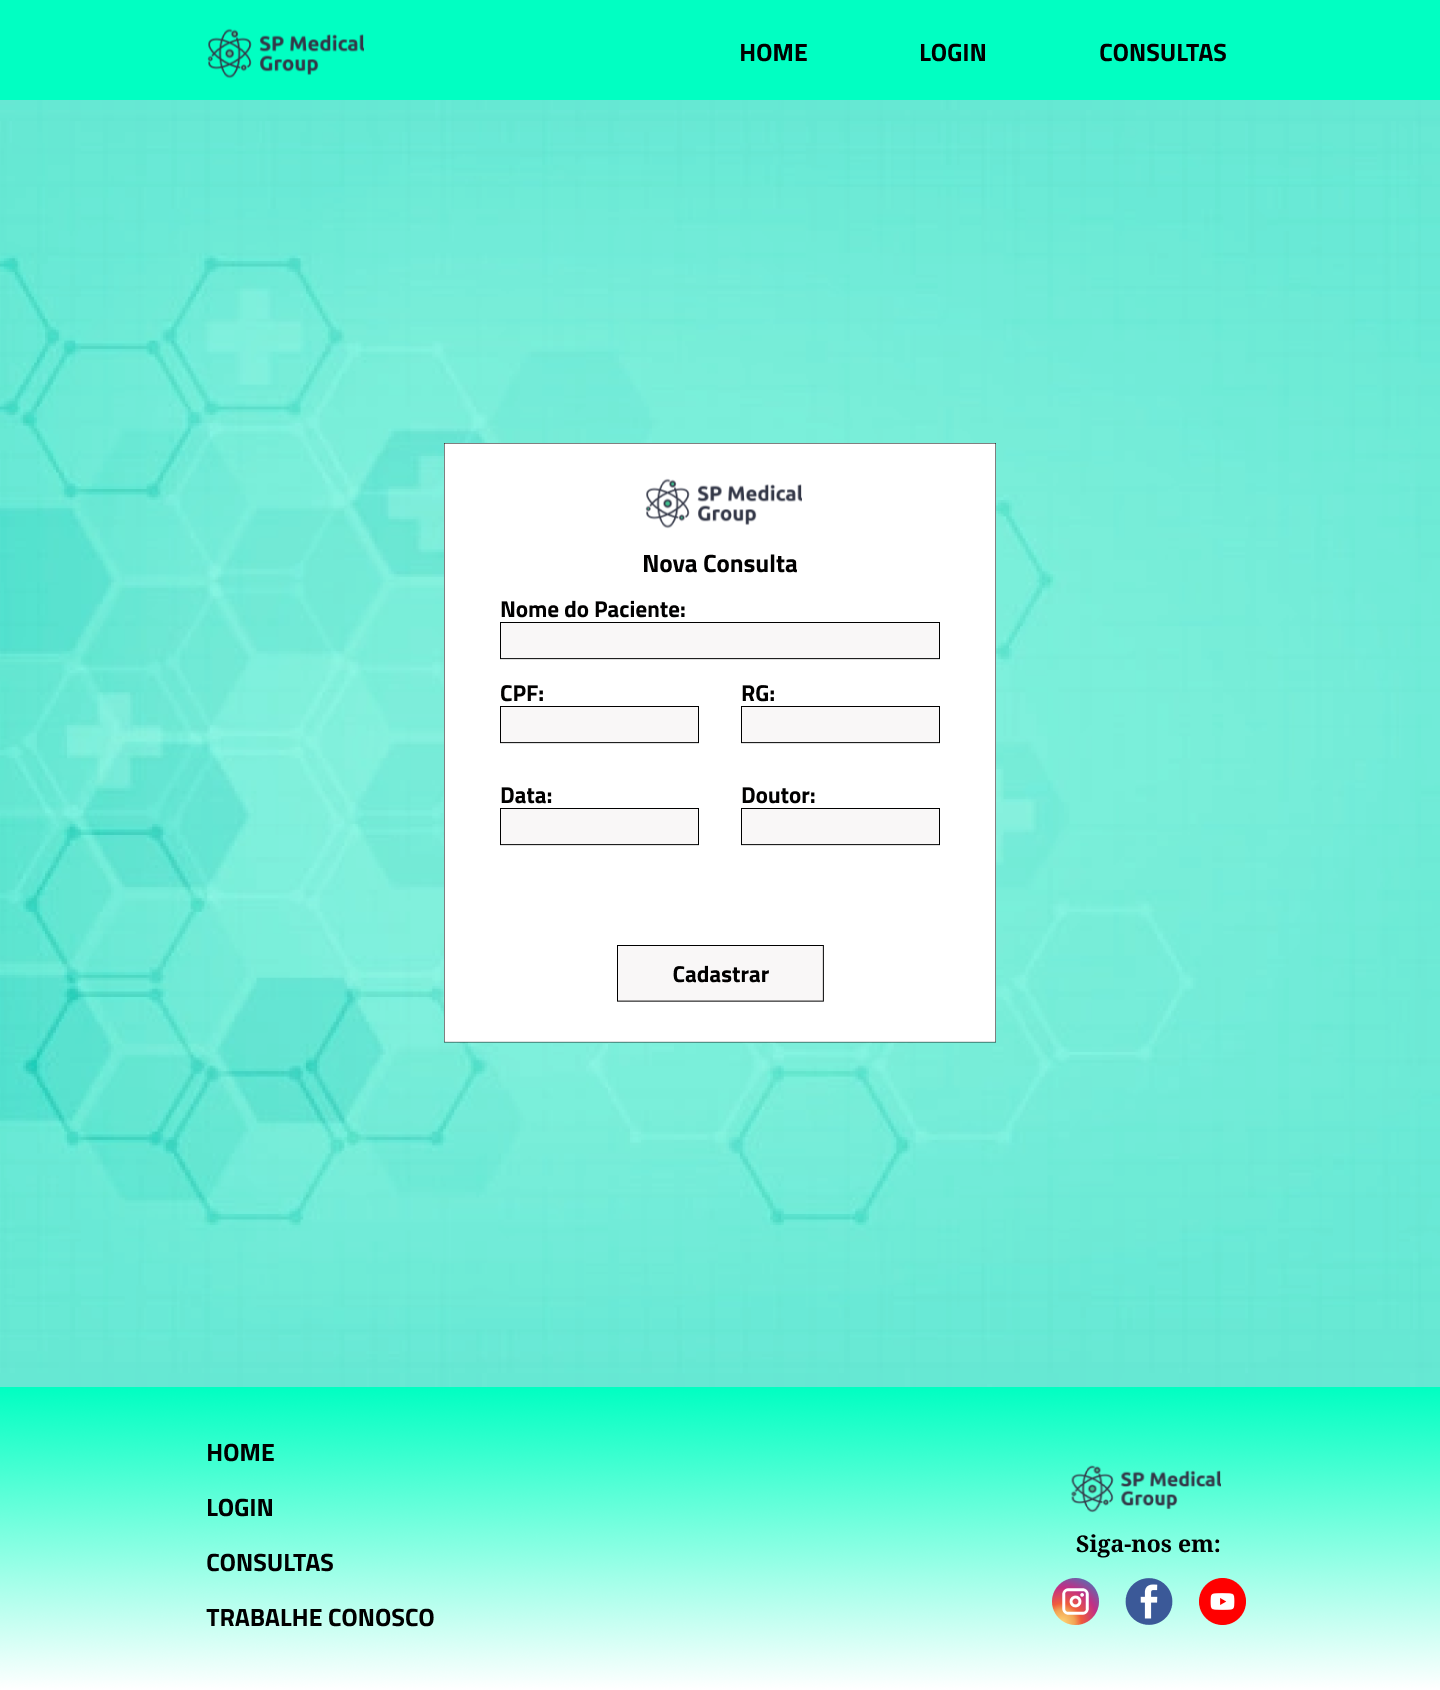 SP Medical
Group
HOME
LOGIN
CONSULTAS
SP Medical
Group
Nova Consulta
Nome do Paciente:
CPF:
RG:
Data:
Doutor:
Cadastrar
HOME
LOGIN
CONSULTAS
TRABALHE CONOSCO
SP Medical
Group
Siga-nos em: